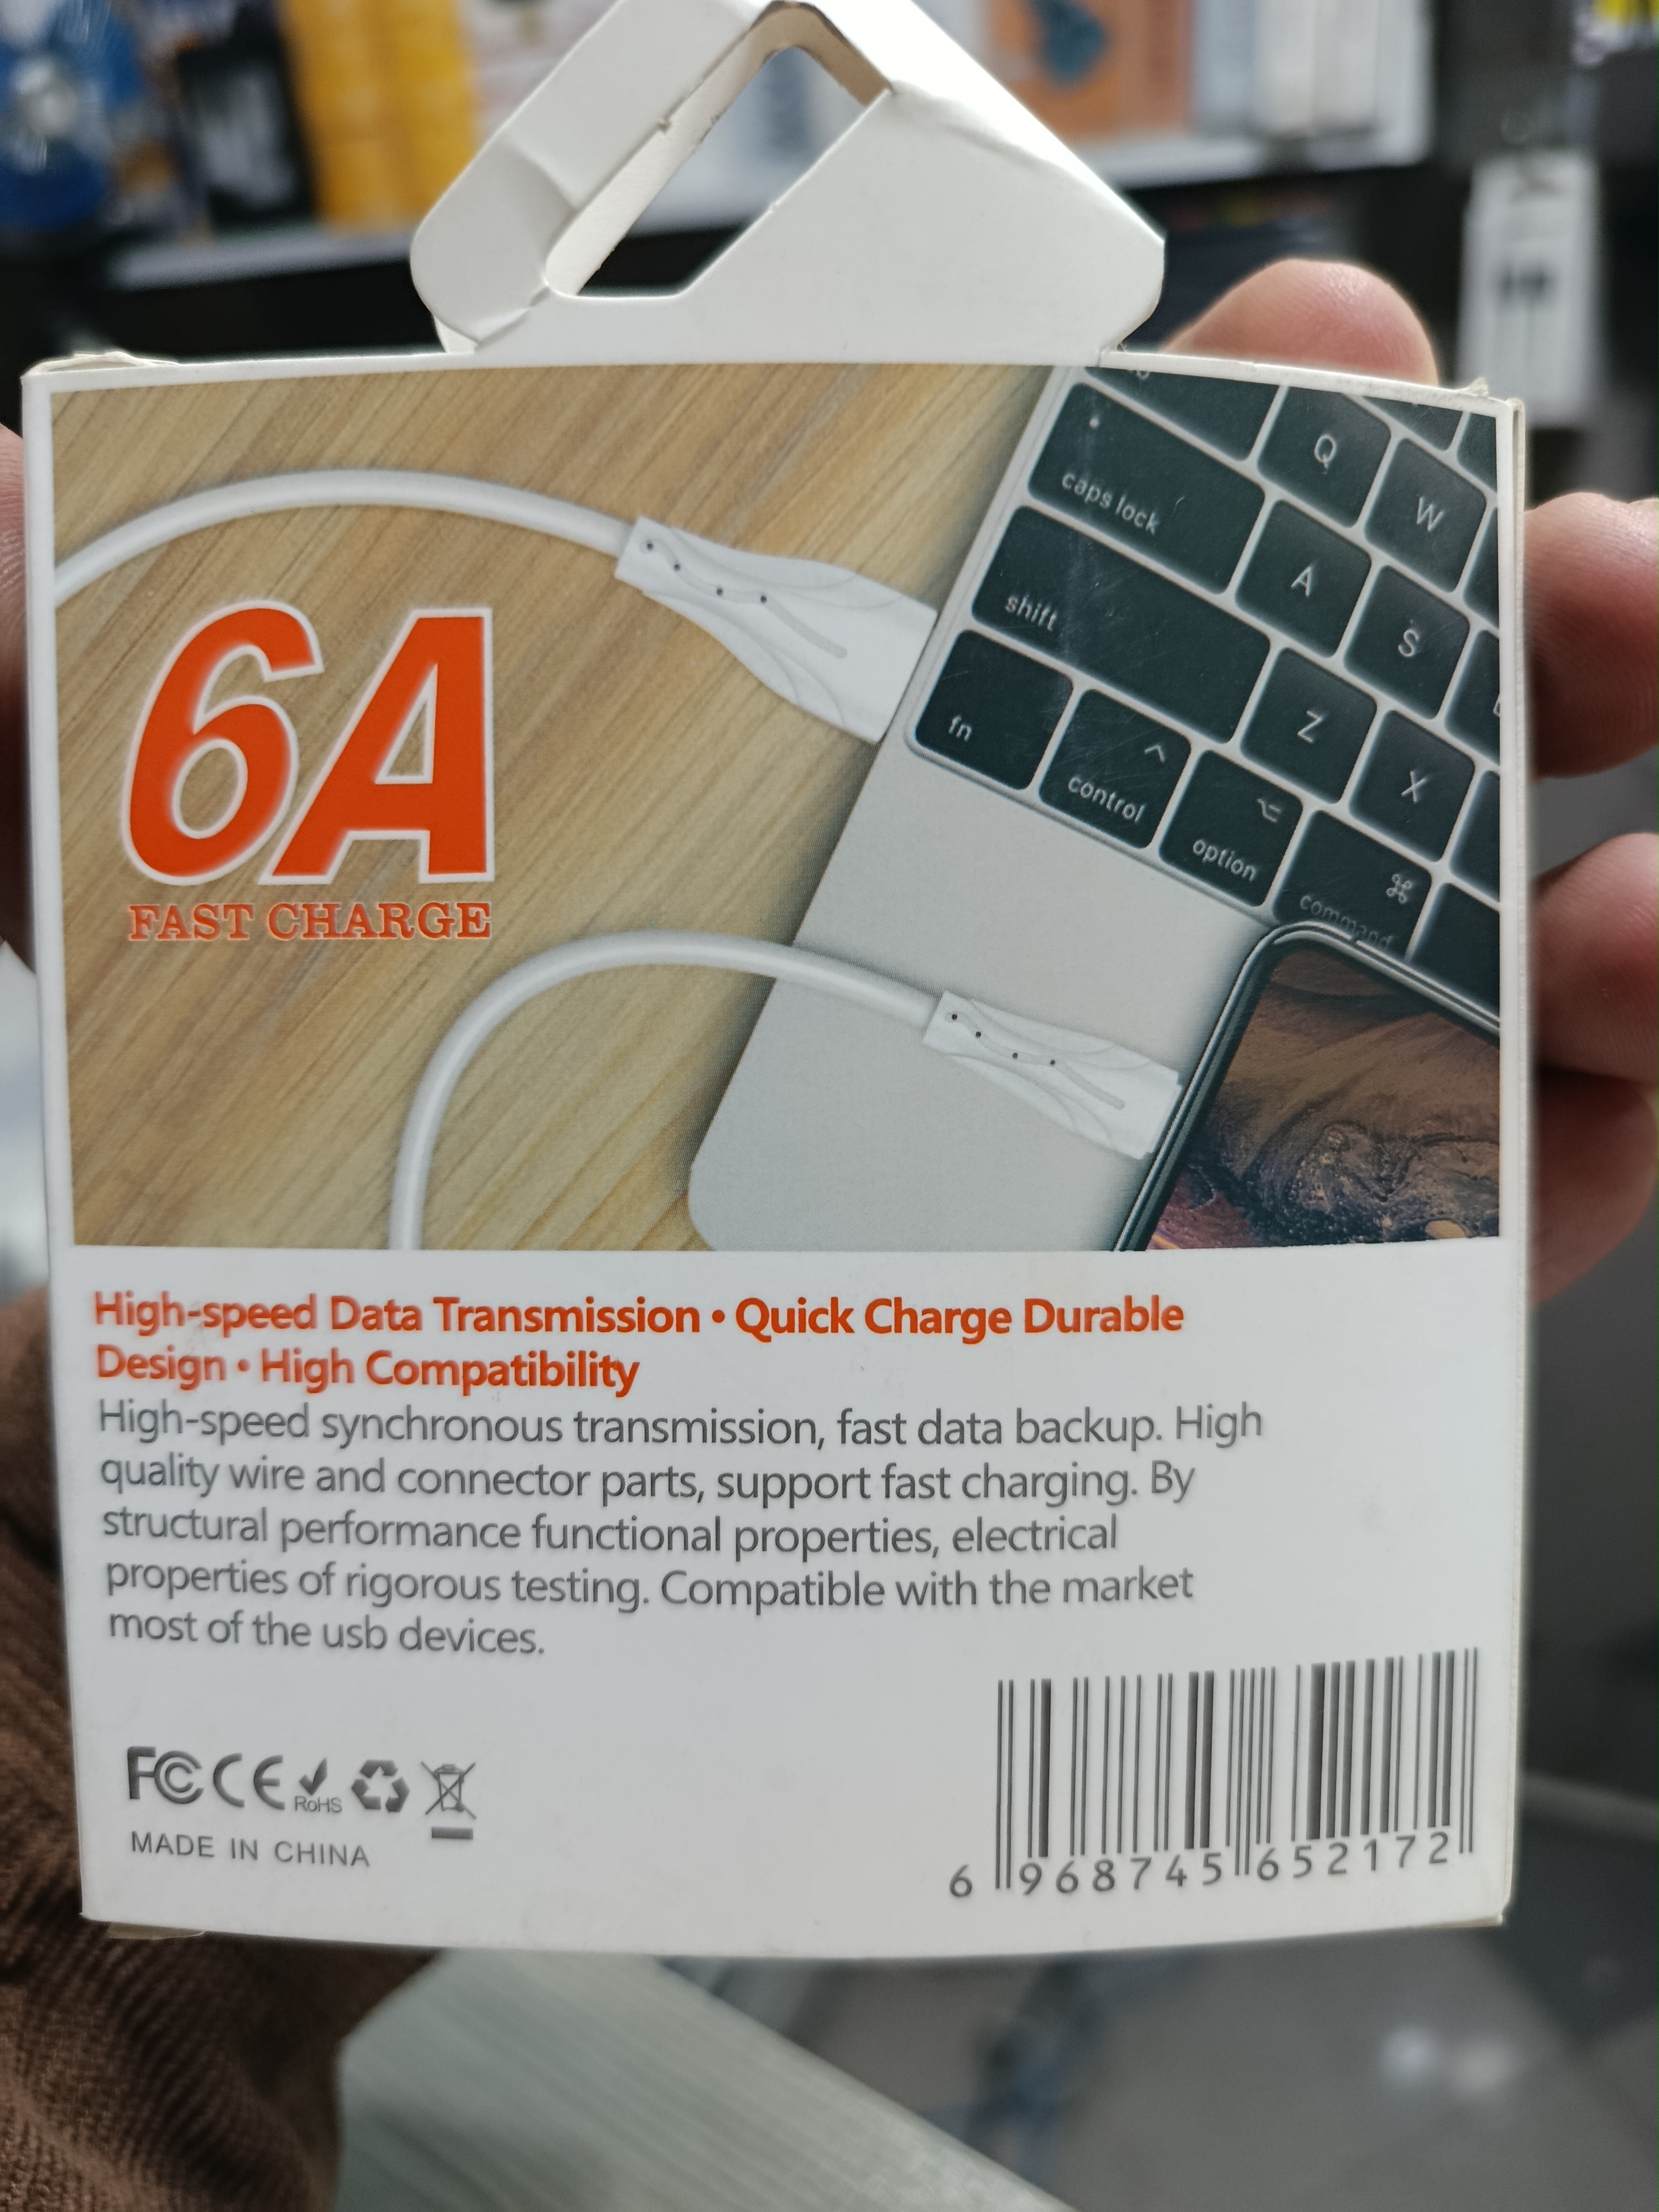 Q
W
caps lock
A
S
shift
Z
X
fn
control
option
command
6A
FAST CHARGE
High-speed Data Transmission • Quick Charge Durable
Design • High Compatibility
High-speed synchronous transmission, fast data backup. High
quality wire and connector parts, support fast charging. By
structural performance functional properties, electrical
properties of rigorous testing. Compatible with the market
most of the usb devices.
FC CE RoHS
MADE IN CHINA
6 968745 652172